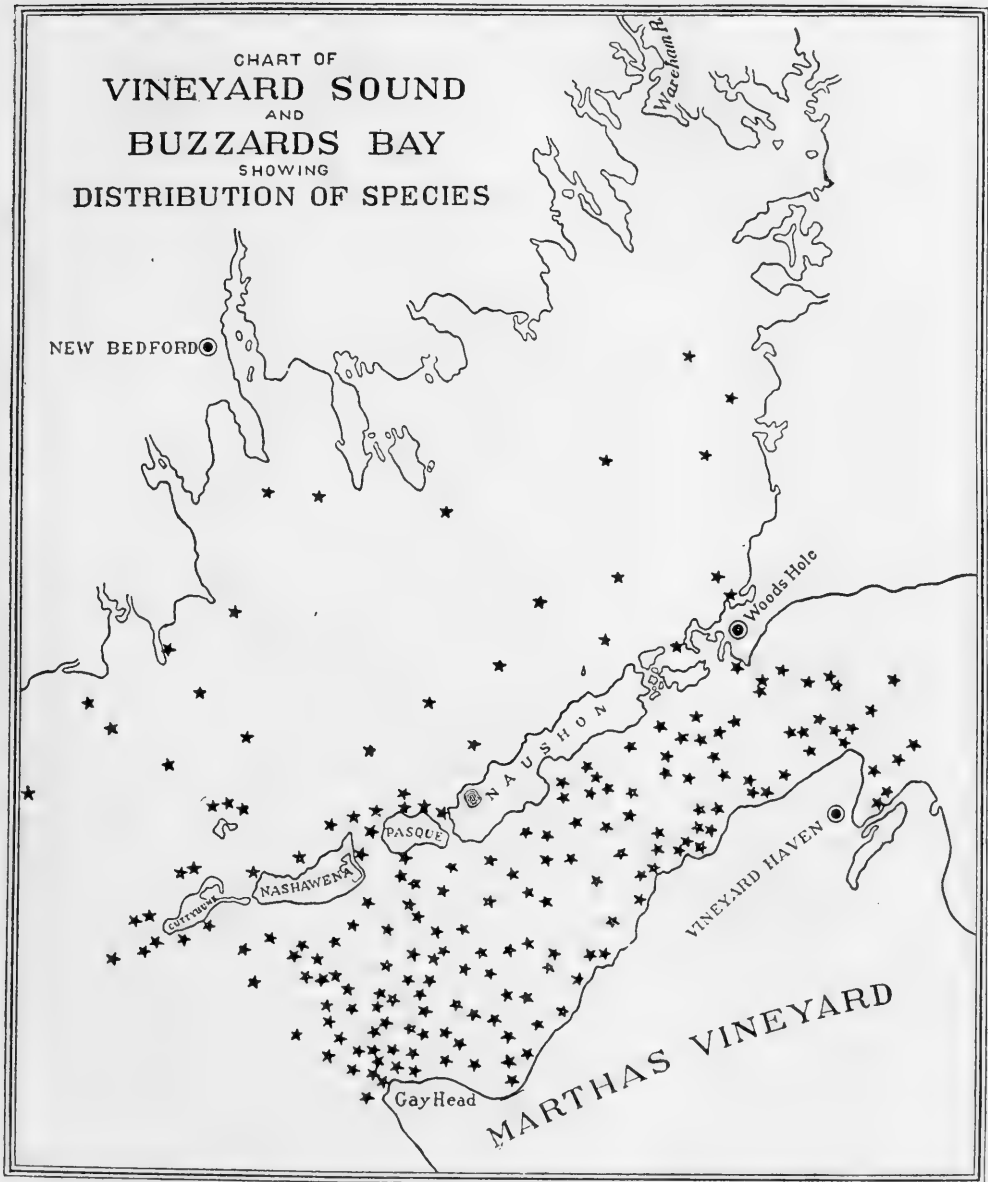 CHART OF
VINEYARD SOUND
AND
BUZZARDS BAY
SHOWING
DISTRIBUTION OF SPECIES
Wareham R.
NEW BEDFORD
Woods Hole
NAUSHON
PASQUE
NASHAWENA
CUTTYHUNK
VINEYARD HAVEN
MARTHAS VINEYARD
Gay Head